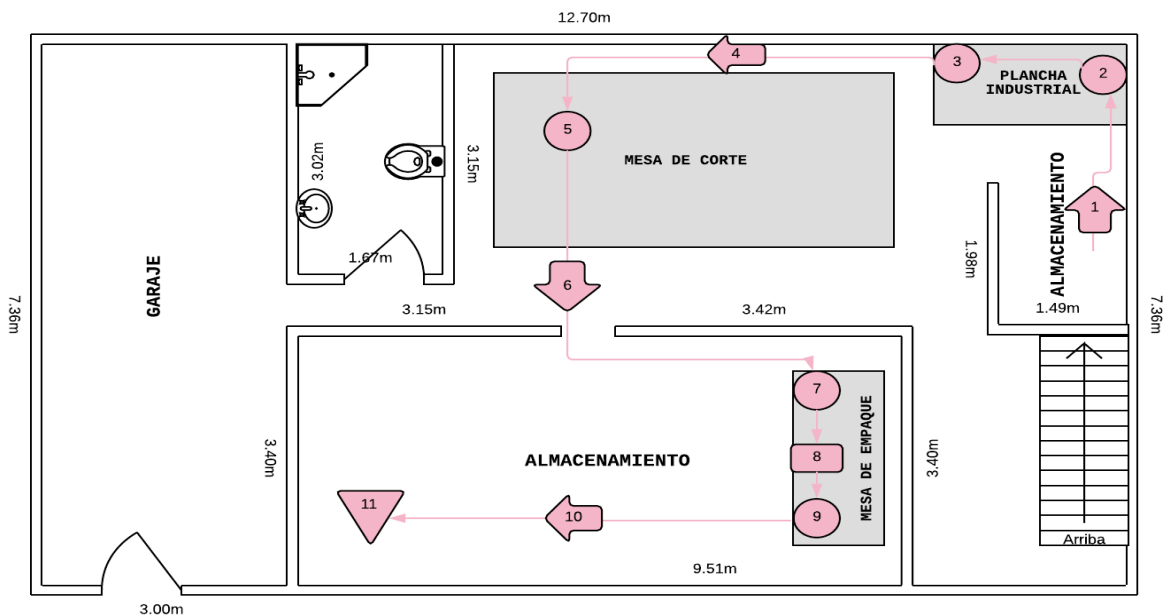 12.70m
4
3
2
PLANCHA
INDUSTRIAL
5
MESA DE CORTE
3.02m
3.15m
ALMACENAMIENTO
1
1.67m
1.98m
GARAJE
6
7.36m
3.15m
3.42m
1.49m
7.36m
7
MESA DE EMPAQUE
8
ALMACENAMIENTO
3.40m
3.40m
11
10
9
Arriba
9.51m
3.00m